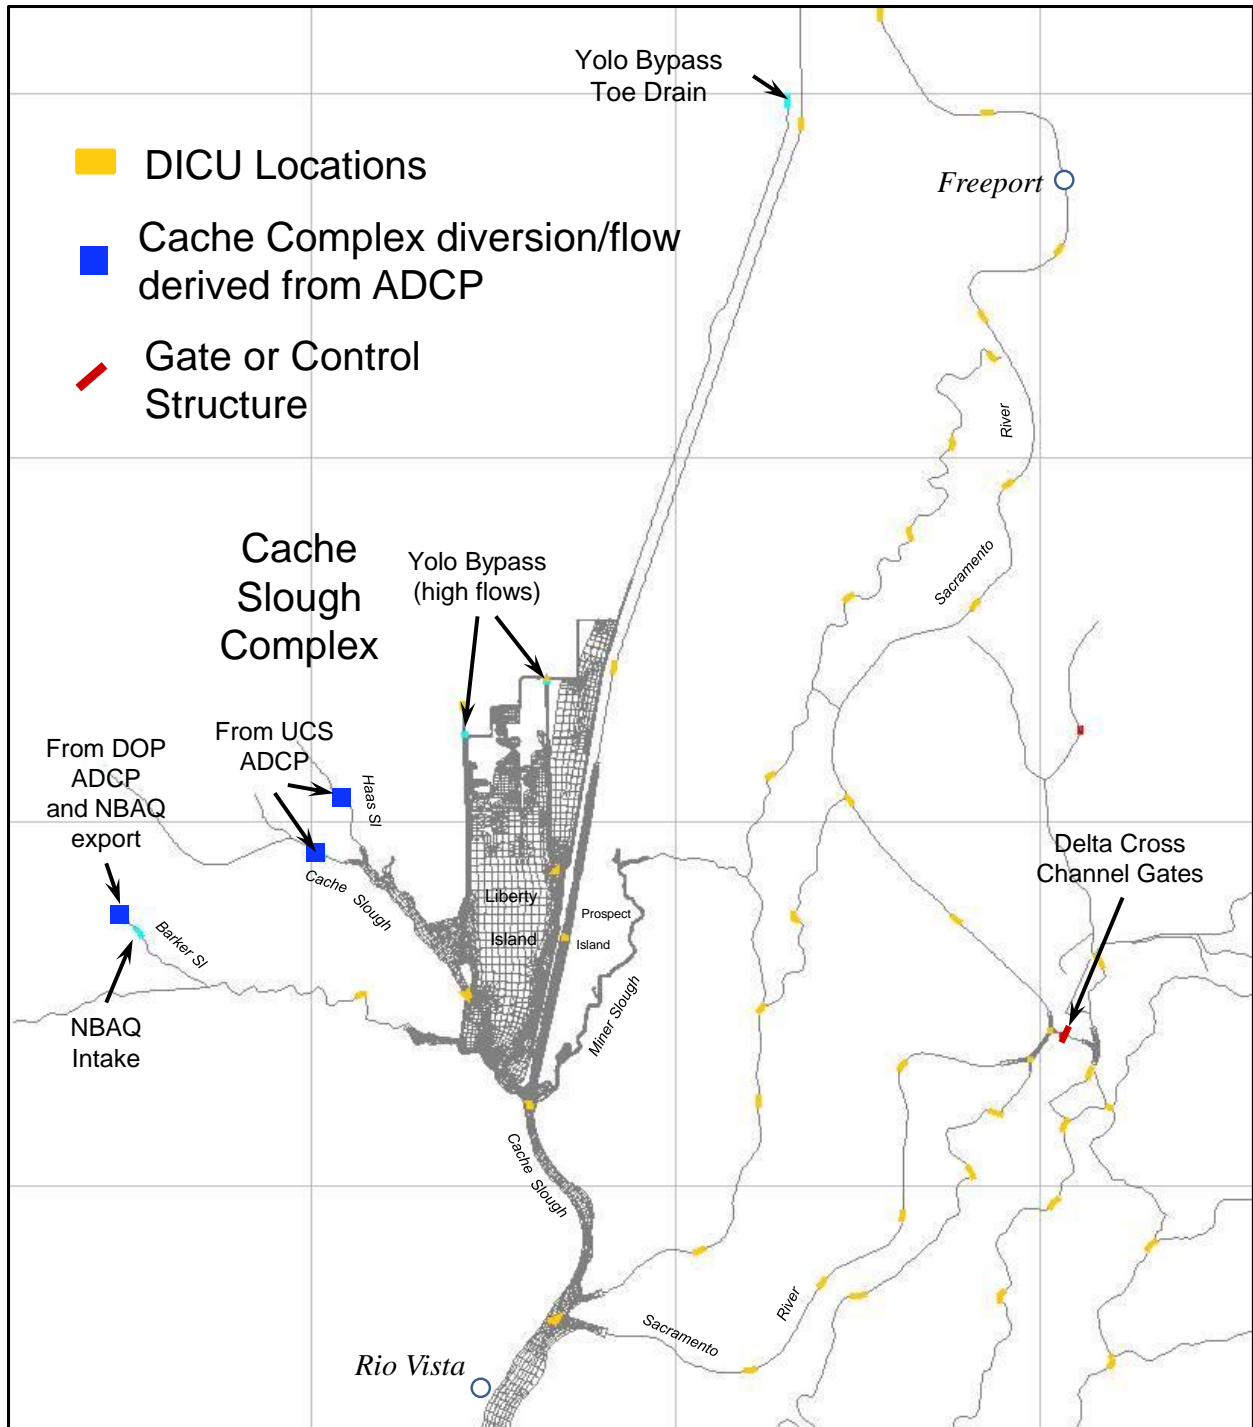 Yolo Bypass
Toe Drain
DICU Locations
Freeport
Cache Complex diversion/flow
derived from ADCP
Gate or Control
Structure
River
Sacramento
Cache
Slough
Complex
Yolo Bypass
(high flows)
From UCS
ADCP
From DOP
ADCP
and NBAQ
export
Haas Sl
Delta Cross
Channel Gates
Cache Slough
Liberty
Island
Prospect
Island
Barker Sl
NBAQ
Intake
Miner Slough
Cache Slough
River
Sacramento
Rio Vista